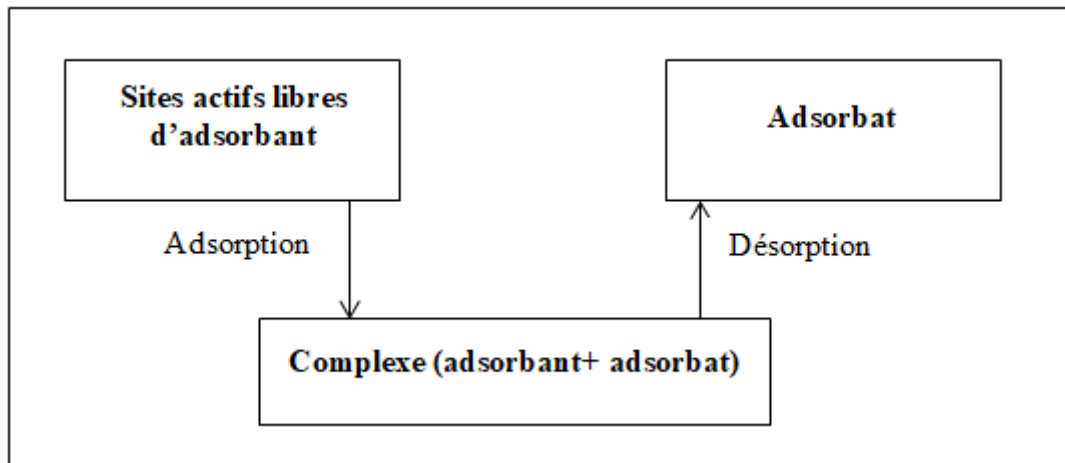 Sites actifs libres
d’adsorbant
Adsorbat
Adsorption
Désorption
Complexe (adsorbant+ adsorbat)